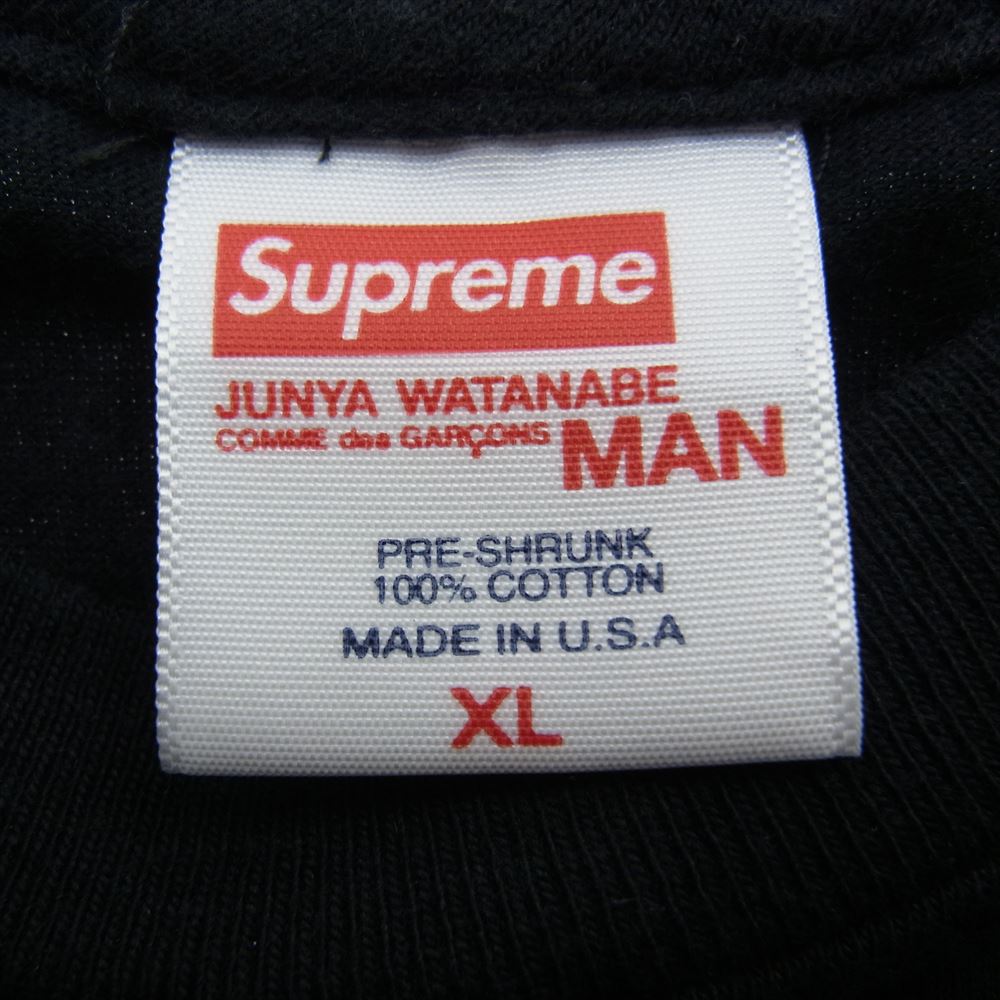 Supreme
JUNYA WATANABE
COMME des GARÇONS MAN
PRE-SHRUNK
100% COTTON
MADE IN U.S.A
XL